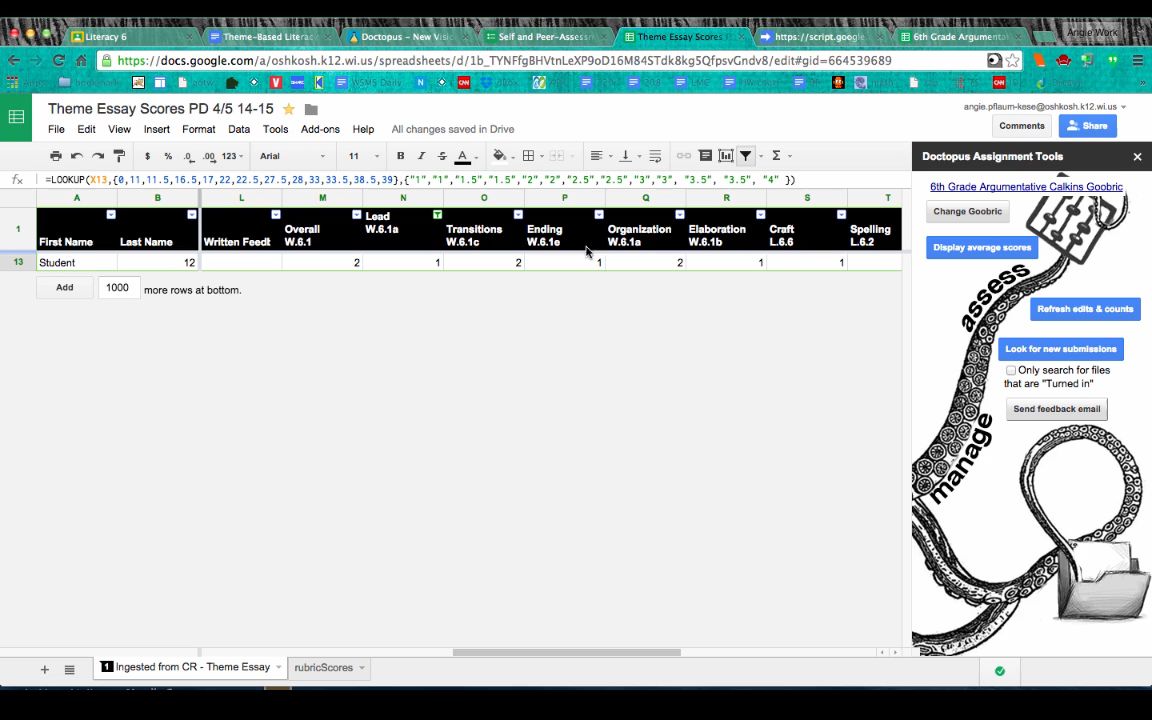 Literacy 6
Theme-Based Literac
Doctopus – New Visi
Self and Peer-Assess
Theme Essay Scores
https://script.google.
6th Grade Argumenta
Angie Work
https://docs.google.com/a/oshkosh.k12.wi.us/spreadsheets/d/1b_TYNFfgBHVtnLeXP9oD16M84STdk8kg5QfpsvGndv8/edit#gid=664539689
Theme Essay Scores PD 4/5 14-15
angie.pflaum-kese@oshkosh.k12.wi.us
File Edit View Insert Format Data Tools Add-ons Help All changes saved in Drive
Comments Share
$ % .0 .00 123 Arial 11 B I S A Σ
Doctopus Assignment Tools
fx =LOOKUP(X13,{0,11,11.5,16.5,17,22,22.5,27.5,28,33,33.5,38.5,39},{"1","1","1.5","1.5","2","2","2.5","2.5","3","3", "3.5", "3.5", "4" })
A B L M N O P Q R S T
1 First Name Last Name Written Feedb Overall W.6.1 Lead W.6.1a Transitions W.6.1c Ending W.6.1e Organization W.6.1a Elaboration W.6.1b Craft L.6.6 Spelling L.6.2
13 Student 12 2 1 2 1 2 1 1
Add 1000 more rows at bottom.
6th Grade Argumentative Calkins Goobric
Change Goobric
Display average scores
assess
Refresh edits & counts
Look for new submissions
Only search for files
that are "Turned in"
Send feedback email
manage
1 Ingested from CR - Theme Essay
rubricScores